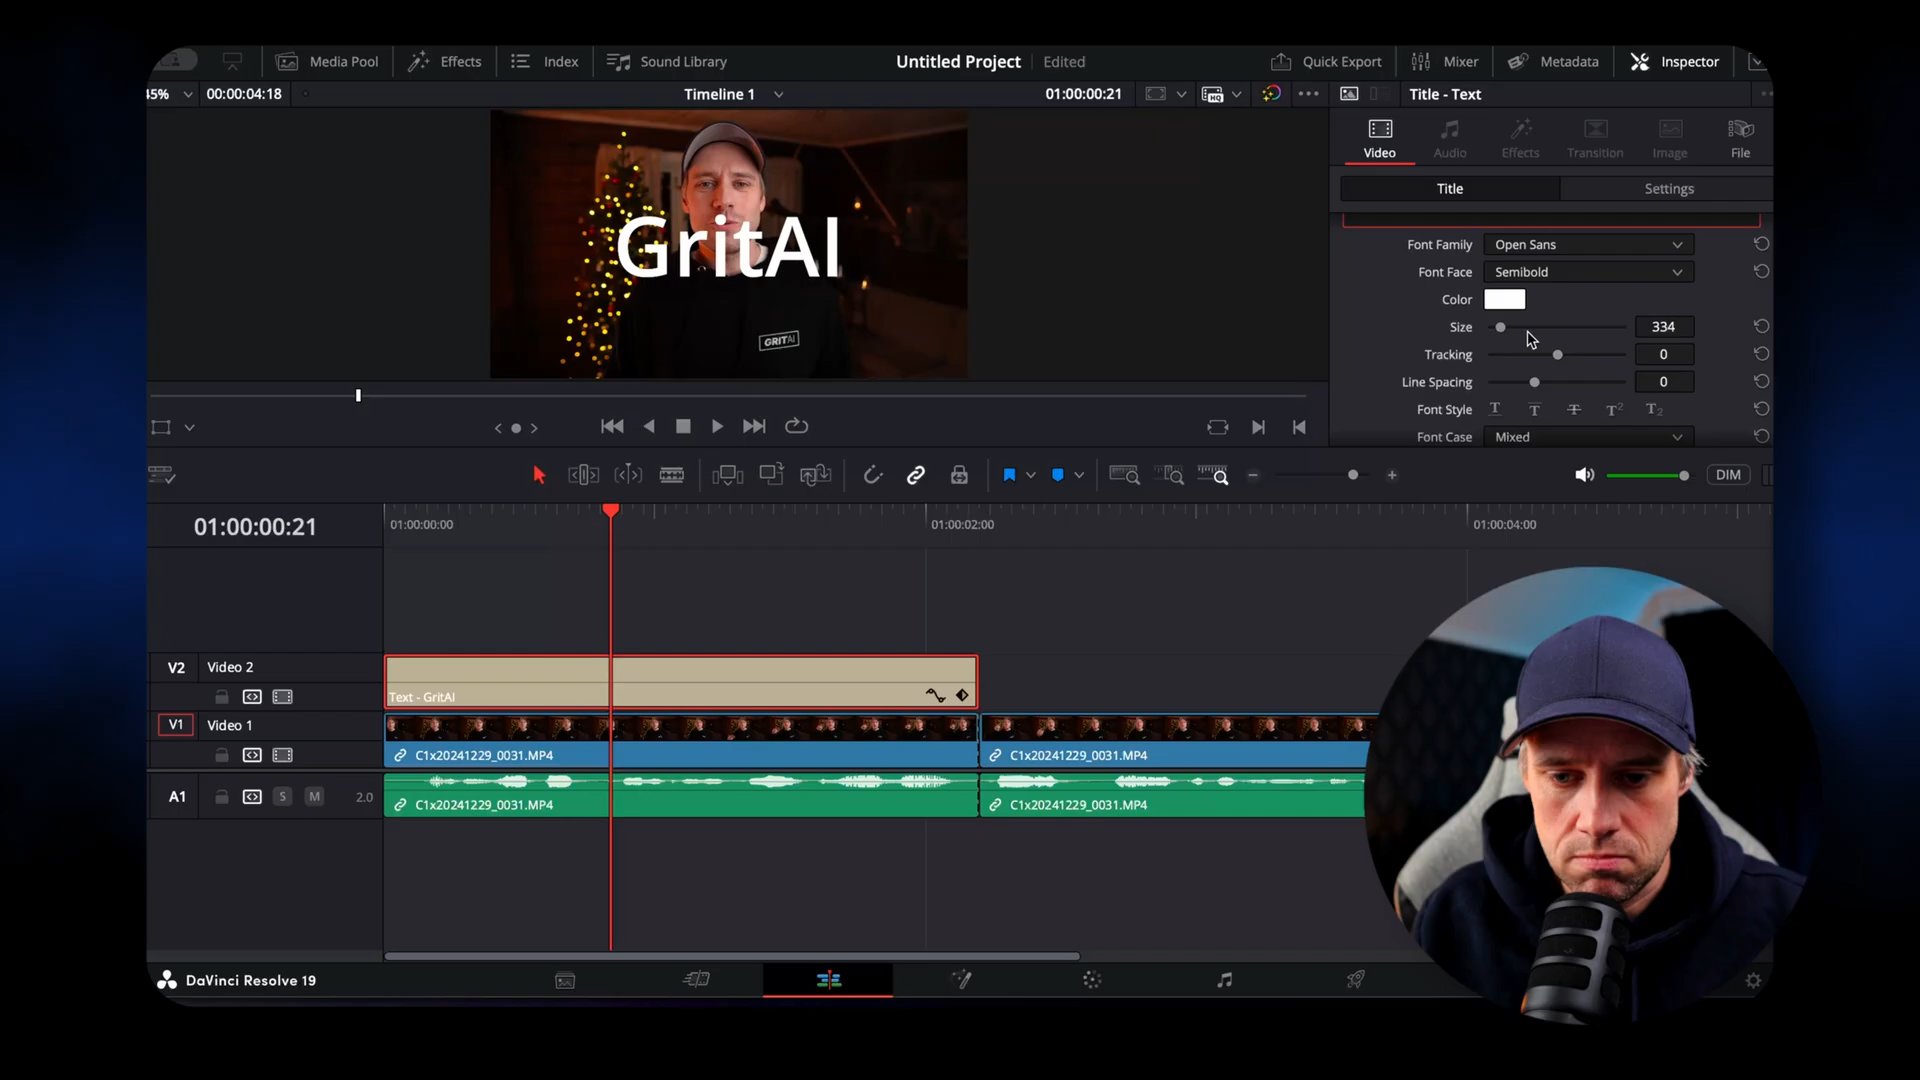 Media Pool Effects Index Sound Library Untitled Project Edited Quick Export Mixer Metadata Inspector
45% 00:00:04:18 Timeline 1 01:00:00:21 HQ Title - Text
Video Audio Effects Transition Image File
Title Settings
GritAI
GRITAI
Font Family Open Sans
Font Face Semibold
Color
Size 334
Tracking 0
Line Spacing 0
Font Style T T T T² T₂
Font Case Mixed
DIM
01:00:00:21 01:00:00:00 01:00:02:00 01:00:04:00
V2 Video 2
Text - GritAI
V1 Video 1
C1x20241229_0031.MP4 C1x20241229_0031.MP4
A1 S M 2.0
C1x20241229_0031.MP4 C1x20241229_0031.MP4
DaVinci Resolve 19